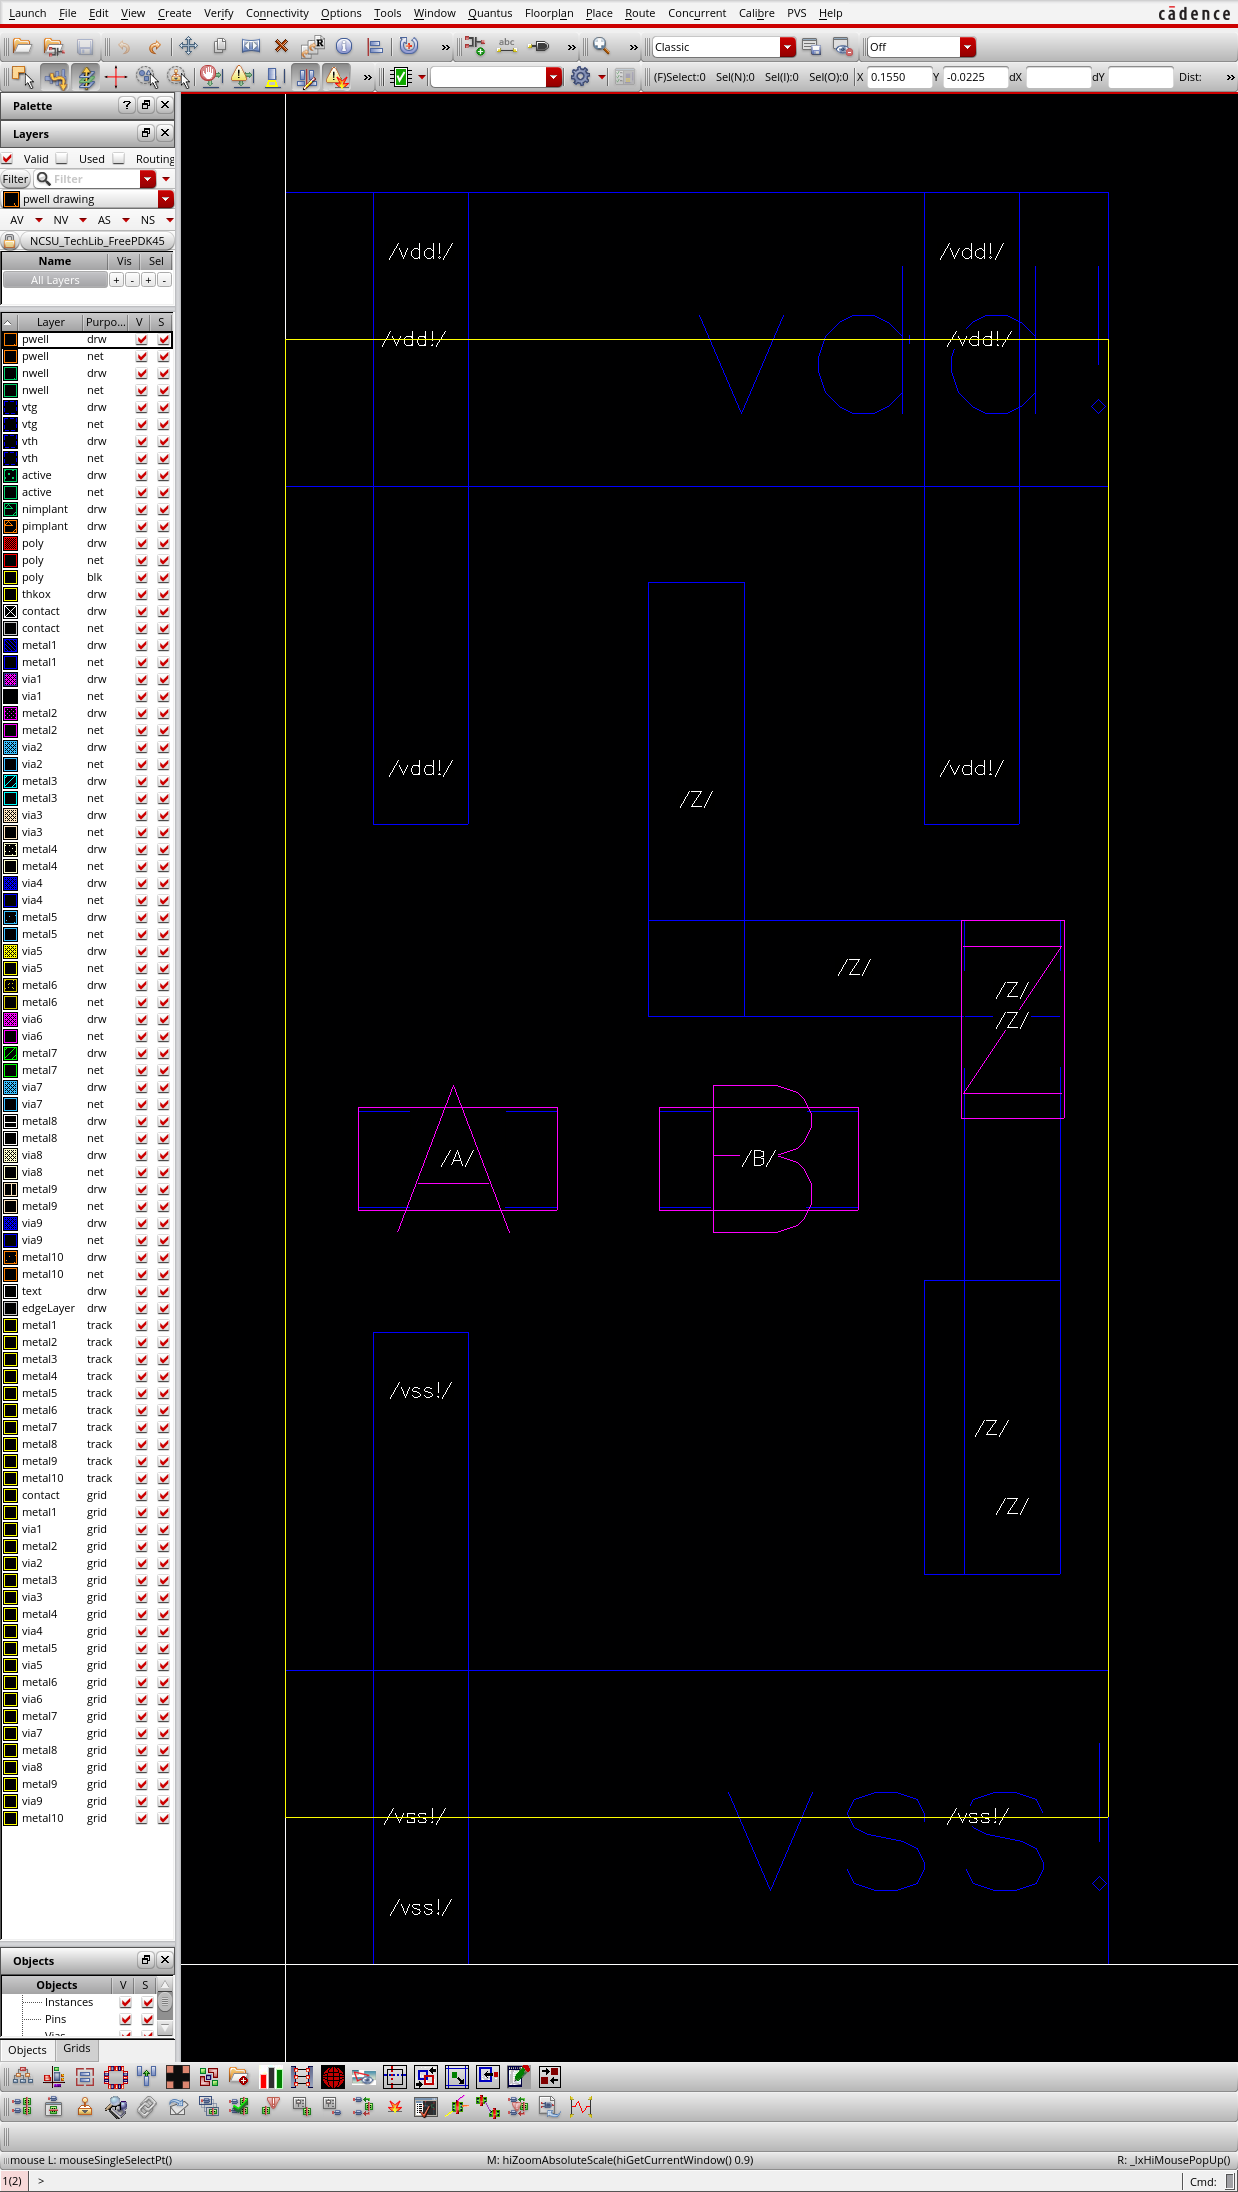 Launch File Edit View Create Verify Connectivity Options Tools Window Quantus Floorplan Place Route Concurrent Calibre PVS Help cādence
Classic Off
(F)Select:0 Sel(N):0 Sel(I):0 Sel(O):0 X 0.1550 Y -0.0225 dX dY Dist:
Palette
Layers
Valid Used Routing
Filter Filter
pwell drawing
AV NV AS NS
NCSU_TechLib_FreePDK45
Name Vis Sel
All Layers + - + -
Layer Purpo... V S
pwell drw
pwell net
nwell drw
nwell net
vtg drw
vtg net
vth drw
vth net
active drw
active net
nimplant drw
pimplant drw
poly drw
poly net
poly blk
thkox drw
contact drw
contact net
metal1 drw
metal1 net
via1 drw
via1 net
metal2 drw
metal2 net
via2 drw
via2 net
metal3 drw
metal3 net
via3 drw
via3 net
metal4 drw
metal4 net
via4 drw
via4 net
metal5 drw
metal5 net
via5 drw
via5 net
metal6 drw
metal6 net
via6 drw
via6 net
metal7 drw
metal7 net
via7 drw
via7 net
metal8 drw
metal8 net
via8 drw
via8 net
metal9 drw
metal9 net
via9 drw
via9 net
metal10 drw
metal10 net
text drw
edgeLayer drw
metal1 track
metal2 track
metal3 track
metal4 track
metal5 track
metal6 track
metal7 track
metal8 track
metal9 track
metal10 track
contact grid
metal1 grid
via1 grid
metal2 grid
via2 grid
metal3 grid
via3 grid
metal4 grid
via4 grid
metal5 grid
via5 grid
metal6 grid
via6 grid
metal7 grid
via7 grid
metal8 grid
via8 grid
metal9 grid
via9 grid
metal10 grid
/vdd!/ /vdd!/
/vdd!/ /vdd!/
vdd!
/vdd!/ /vdd!/
/Z/
/Z/
/Z/
/Z/
Z
A B
/A/ /B/
/vss!/
/Z/
/Z/
/vss!/ /vss!/
vss!
/vss!/
Objects
Objects V S
Instances
Pins
Vias
Objects Grids
mouse L: mouseSingleSelectPt() M: hiZoomAbsoluteScale(hiGetCurrentWindow() 0.9) R: _lxHiMousePopUp()
1(2) > Cmd: